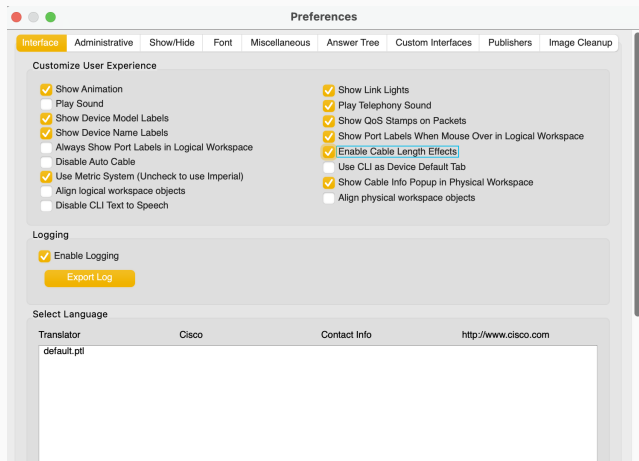 Preferences
Interface Administrative Show/Hide Font Miscellaneous Answer Tree Custom Interfaces Publishers Image Cleanup
Customize User Experience
Show Animation
Play Sound
Show Device Model Labels
Show Device Name Labels
Always Show Port Labels in Logical Workspace
Disable Auto Cable
Use Metric System (Uncheck to use Imperial)
Align logical workspace objects
Disable CLI Text to Speech
Show Link Lights
Play Telephony Sound
Show QoS Stamps on Packets
Show Port Labels When Mouse Over in Logical Workspace
Enable Cable Length Effects
Use CLI as Device Default Tab
Show Cable Info Popup in Physical Workspace
Align physical workspace objects
Logging
Enable Logging
Export Log
Select Language
Translator Cisco Contact Info http://www.cisco.com
default.ptl